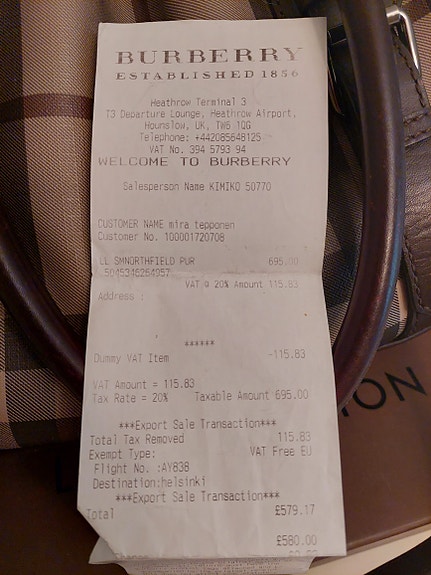 BURBERRY
ESTABLISHED 1856
Heathrow Terminal 3
T3 Departure Lounge, Heathrow Airport,
Hounslow, UK, TW6 1QG
Telephone: +442085648125
VAT No. 394 5793 94
WELCOME TO BURBERRY
Salesperson Name KIMIKO 50770
CUSTOMER NAME mira tepponen
Customer No. 100001720708
LL SMNORTHFIELD PUR 695.00
5045346264957
VAT @ 20% Amount 115.83
Address :
******
Dummy VAT Item -115.83
VAT Amount = 115.83
Tax Rate = 20% Taxable Amount 695.00
***Export Sale Transaction***
Total Tax Removed 115.83
Exempt Type: VAT Free EU
Flight No. :AY838
Destination:helsinki
***Export Sale Transaction***
Total £579.17
£580.00
ION